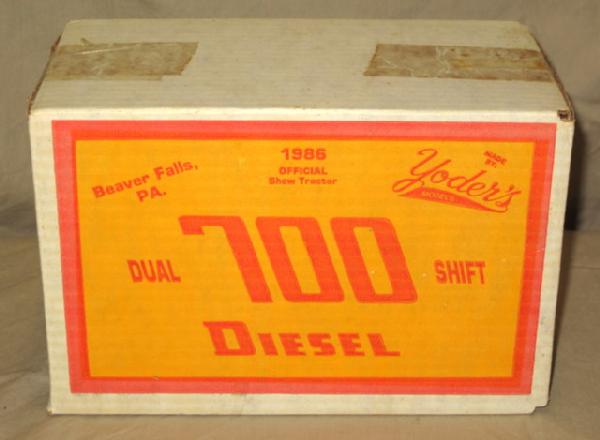 Beaver Falls,
PA.
1986
OFFICIAL
Show Tractor
MADE
BY.
Yoder's
MODELS
DUAL
700
SHIFT
DIESEL